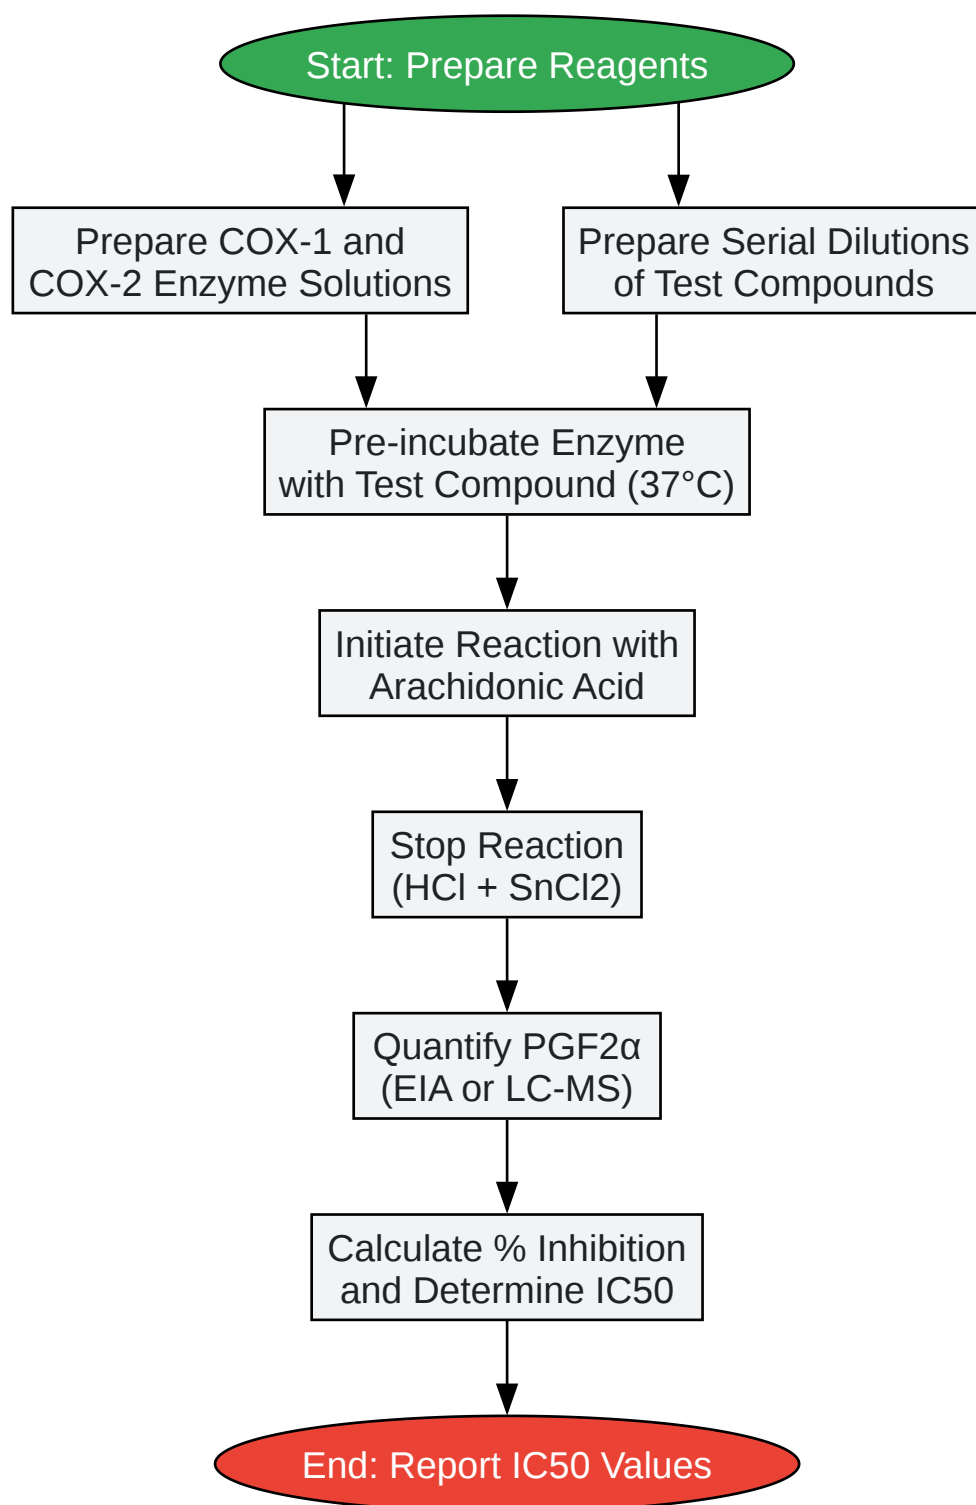 Start: Prepare Reagents
Prepare COX-1 and
COX-2 Enzyme Solutions
Prepare Serial Dilutions
of Test Compounds
Pre-incubate Enzyme
with Test Compound (37°C)
Initiate Reaction with
Arachidonic Acid
Stop Reaction
(HCl + SnCl2)
Quantify PGF2α
(EIA or LC-MS)
Calculate % Inhibition
and Determine IC50
End: Report IC50 Values